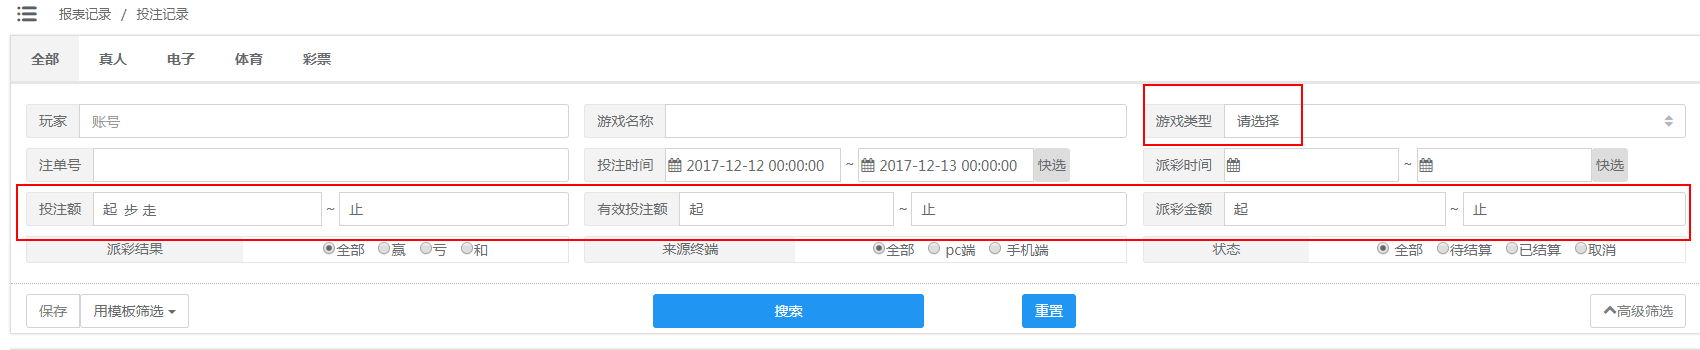 报表记录 / 投注记录
全部 真人 电子 体育 彩票
玩家 账号 游戏名称 游戏类型 请选择
注单号 投注时间 2017-12-12 00:00:00 ~ 2017-12-13 00:00:00 快选 派彩时间 ~ 快选
投注额 起 步 走 ~ 止 有效投注额 起 ~ 止 派彩金额 起 ~ 止
派彩结果 全部 赢 亏 和 来源终端 全部 pc端 手机端 状态 全部 待结算 已结算 取消
保存 用模板筛选 搜索 重置 高级筛选